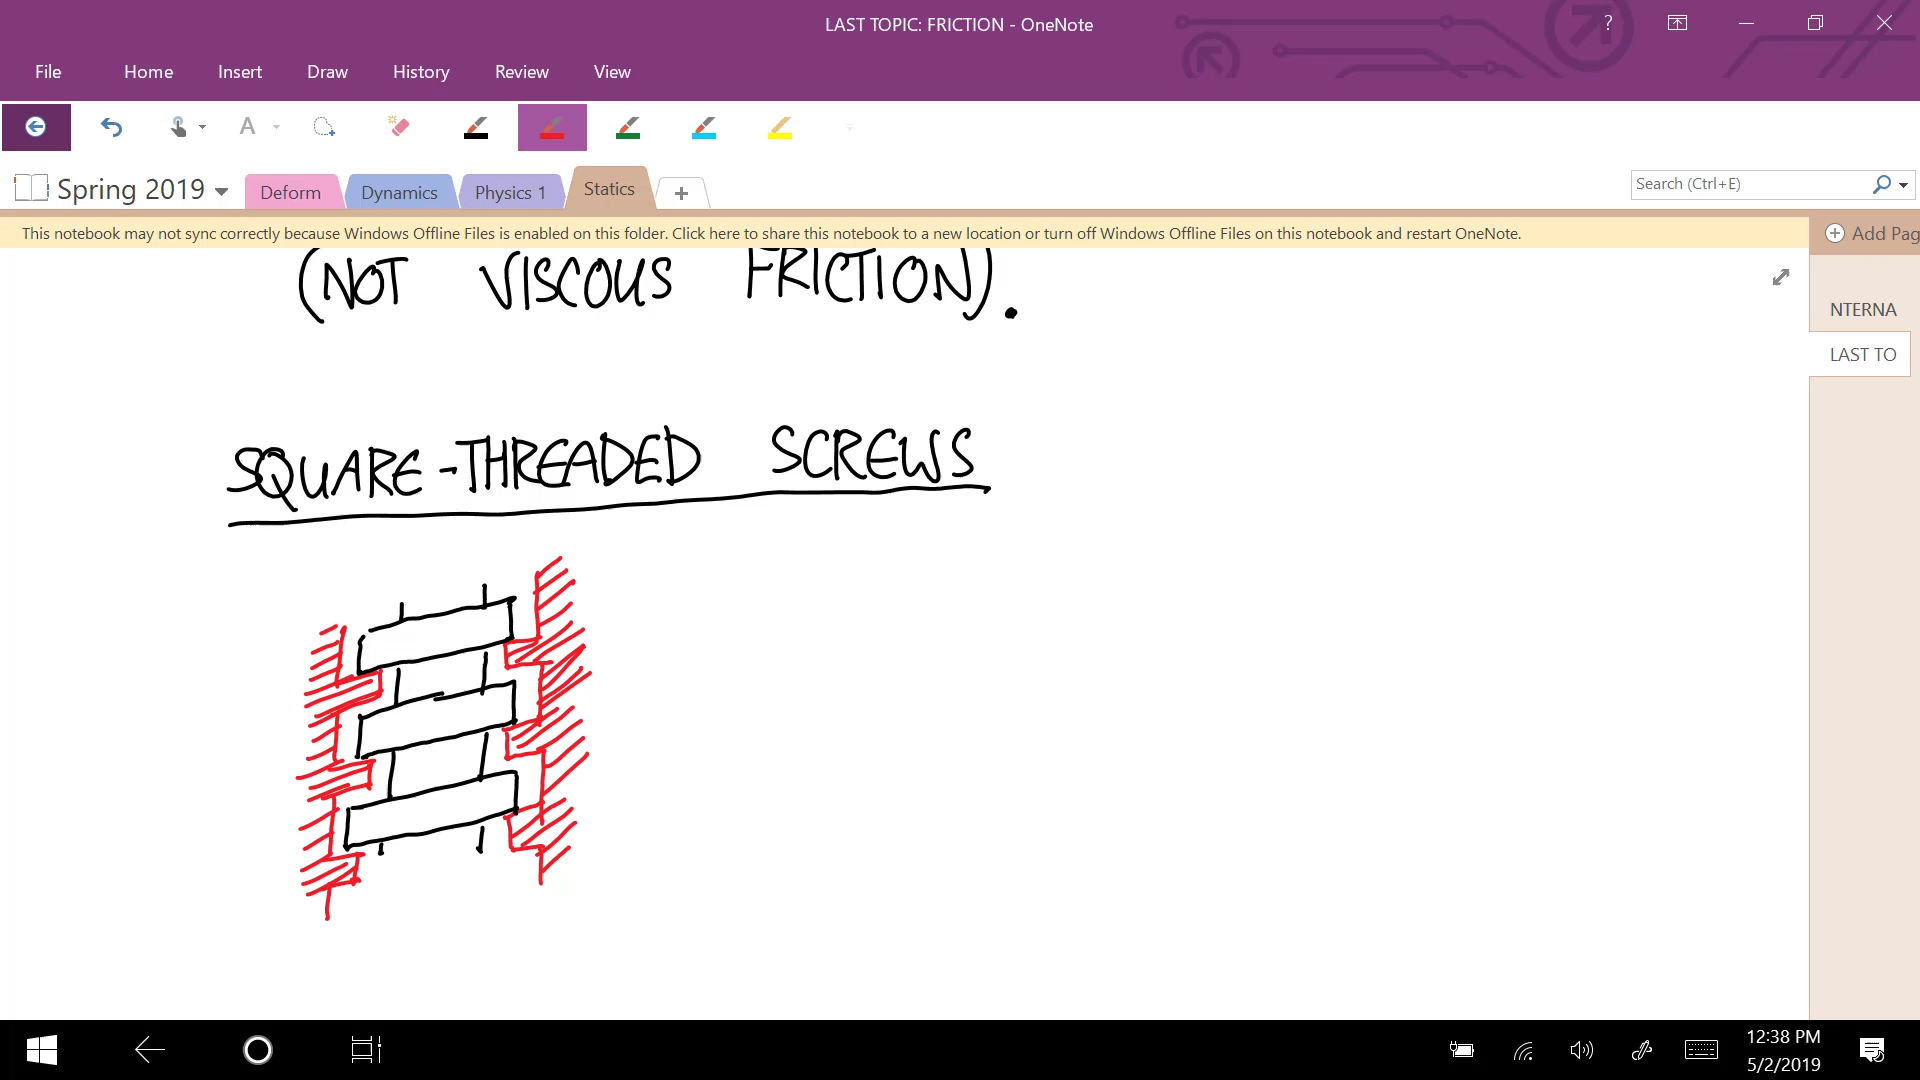 LAST TOPIC: FRICTION - OneNote
?
File Home Insert Draw History Review View
A
Spring 2019 Deform Dynamics Physics 1 Statics +
Search (Ctrl+E)
This notebook may not sync correctly because Windows Offline Files is enabled on this folder. Click here to share this notebook to a new location or turn off Windows Offline Files on this notebook and restart OneNote.
Add Pag
(NOT VISCOUS FRICTION).
NTERNA
LAST TO
SQUARE-THREADED SCREWS
12:38 PM
5/2/2019